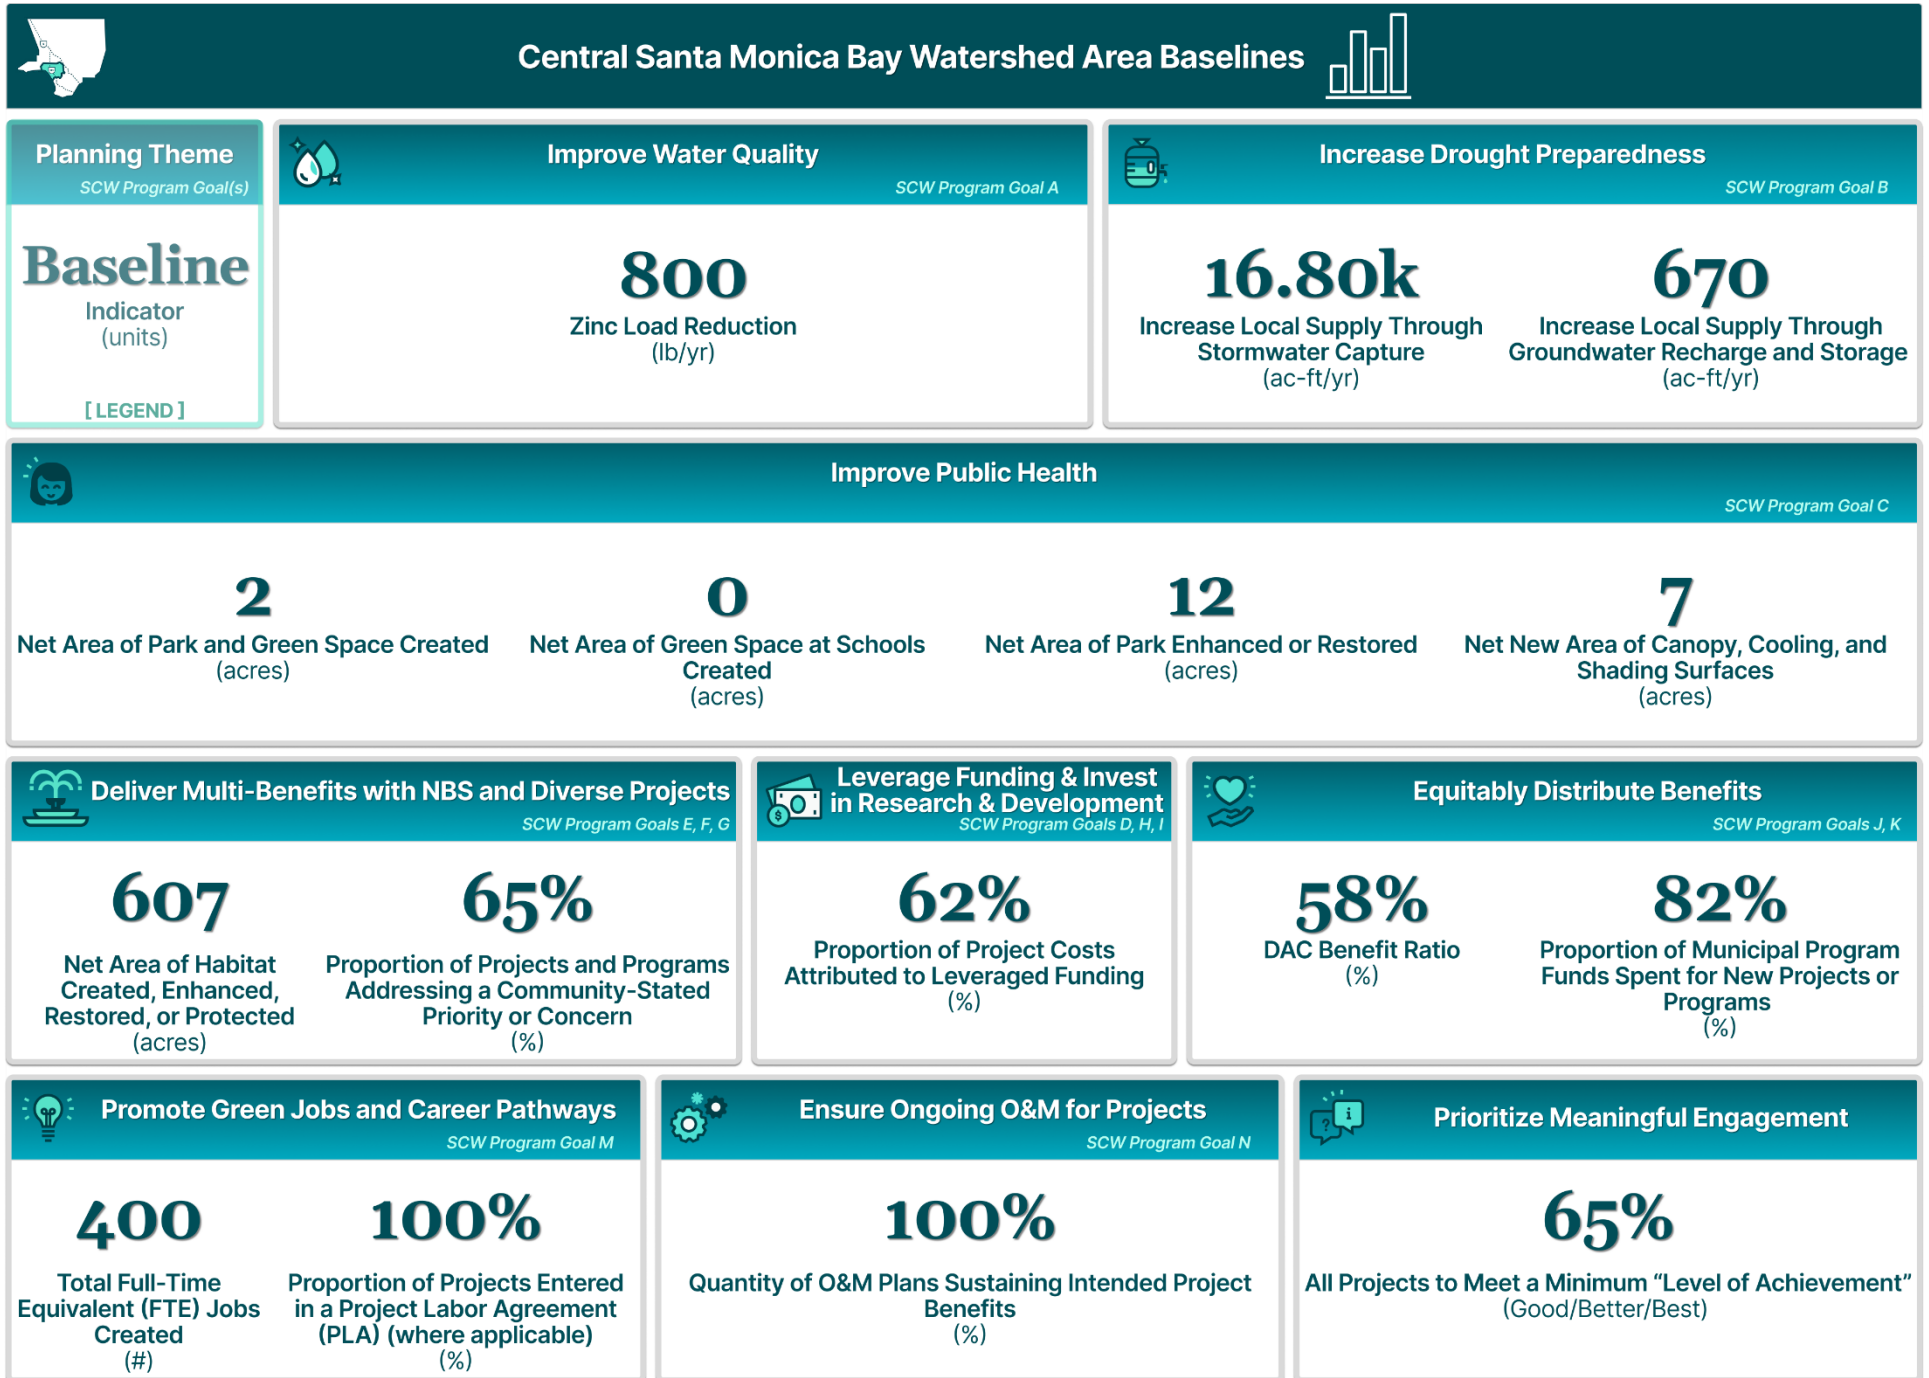 Central Santa Monica Bay Watershed Area Baselines
Planning Theme
SCW Program Goal(s)
Baseline
Indicator
(units)
[ LEGEND ]
Improve Water Quality
SCW Program Goal A
800
Zinc Load Reduction
(lb/yr)
Increase Drought Preparedness
SCW Program Goal B
16.80k
Increase Local Supply Through
Stormwater Capture
(ac-ft/yr)
670
Increase Local Supply Through
Groundwater Recharge and Storage
(ac-ft/yr)
Improve Public Health
SCW Program Goal C
2
Net Area of Park and Green Space Created
(acres)
0
Net Area of Green Space at Schools
Created
(acres)
12
Net Area of Park Enhanced or Restored
(acres)
7
Net New Area of Canopy, Cooling, and
Shading Surfaces
(acres)
Deliver Multi-Benefits with NBS and Diverse Projects
SCW Program Goals E, F, G
607
Net Area of Habitat
Created, Enhanced,
Restored, or Protected
(acres)
65%
Proportion of Projects and Programs
Addressing a Community-Stated
Priority or Concern
(%)
Leverage Funding & Invest
in Research & Development
SCW Program Goals D, H, I
62%
Proportion of Project Costs
Attributed to Leveraged Funding
(%)
Equitably Distribute Benefits
SCW Program Goals J, K
58%
DAC Benefit Ratio
(%)
82%
Proportion of Municipal Program
Funds Spent for New Projects or
Programs
(%)
Promote Green Jobs and Career Pathways
SCW Program Goal M
400
Total Full-Time
Equivalent (FTE) Jobs
Created
(#)
100%
Proportion of Projects Entered
in a Project Labor Agreement
(PLA) (where applicable)
(%)
Ensure Ongoing O&M for Projects
SCW Program Goal N
100%
Quantity of O&M Plans Sustaining Intended Project
Benefits
(%)
Prioritize Meaningful Engagement
65%
All Projects to Meet a Minimum “Level of Achievement”
(Good/Better/Best)